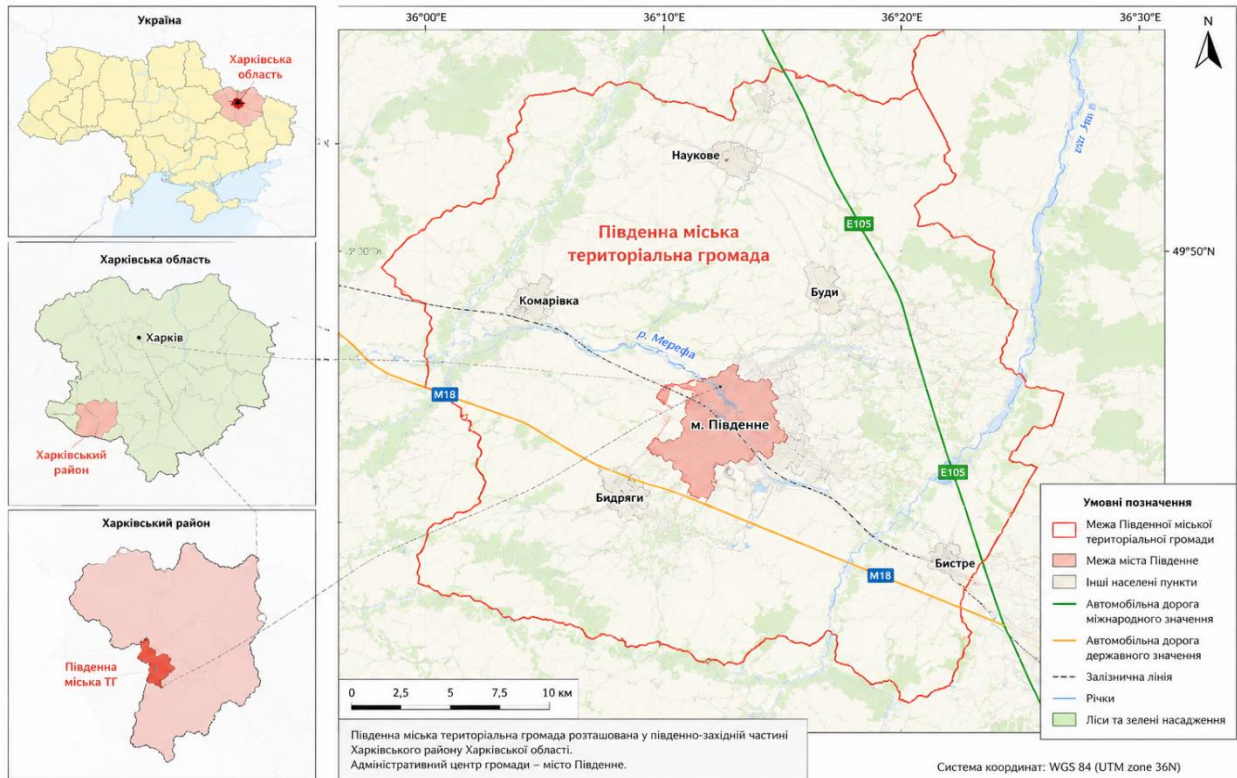 Україна
Харківська
область
Харківська область
Харків
Харківський
район
Харківський район
Південна
міська ТГ
36°00'E
36°10'E
36°20'E
36°30'E
N
49°50"N
Наукове
E105
Південна міська
територіальна громада
Комарівка
Буди
р. Мерефа
M18
м. Південне
E105
Бидряги
Бистре
M18
0 2,5 5 7,5 10 км
Південна міська територіальна громада розташована у південно-західній частині
Харківського району Харківської області.
Адміністративний центр громади – місто Південне.
Умовні позначення
Межа Південної міської
територіальної громади
Межа міста Південне
Інші населені пункти
Автомобільна дорога
міжнародного значення
Автомобільна дорога
державного значення
Залізнична лінія
Річки
Ліси та зелені насадження
Система координат: WGS 84 (UTM zone 36N)